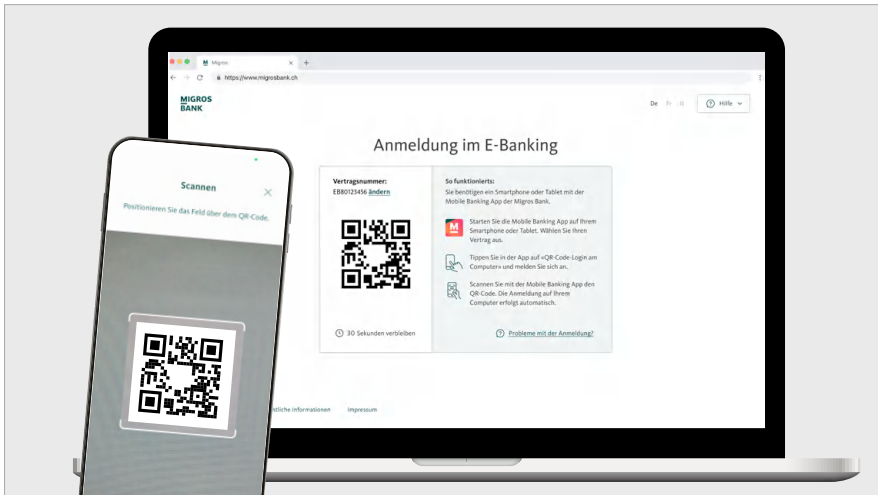 Migros
https://www.migrosbank.ch
MIGROS
BANK
De Fr It
Hilfe
Anmeldung im E-Banking
Vertragsnummer:
EB80123456 ändern
30 Sekunden verbleiben
So funktionierts:
Sie benötigen ein Smartphone oder Tablet mit der
Mobile Banking App der Migros Bank.
M
Starten Sie die Mobile Banking App auf Ihrem
Smartphone oder Tablet. Wählen Sie Ihren
Vertrag aus.
Tippen Sie in der App auf «QR-Code-Login am
Computer» und melden Sie sich an.
Scannen Sie mit der Mobile Banking App den
QR-Code. Die Anmeldung auf Ihrem
Computer erfolgt automatisch.
Probleme mit der Anmeldung?
Impressum
Scannen
Positionieren Sie das Feld über dem QR-Code.